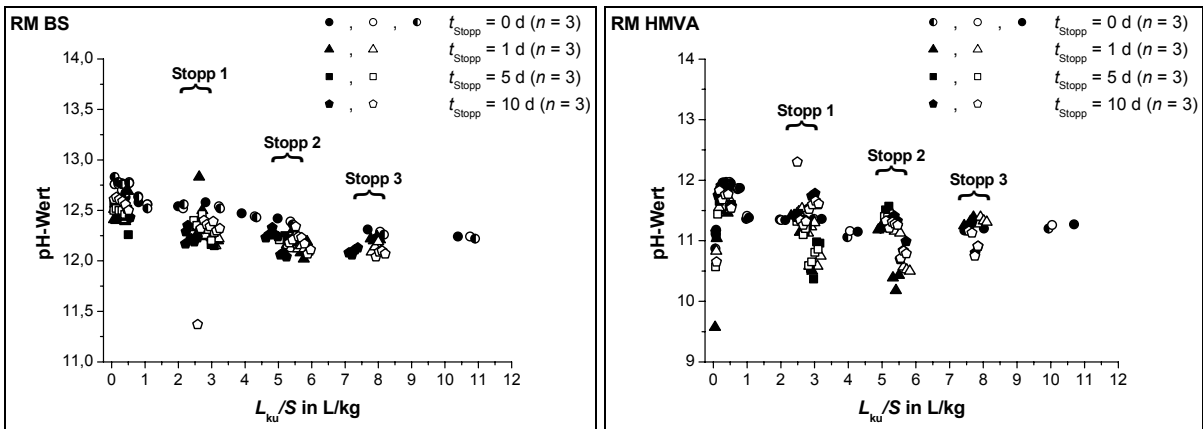 RM BS
, , t_Stopp = 0 d (n = 3)
, t_Stopp = 1 d (n = 3)
, t_Stopp = 5 d (n = 3)
, t_Stopp = 10 d (n = 3)
Stopp 1
Stopp 2
Stopp 3
pH-Wert
14,0
13,5
13,0
12,5
12,0
11,5
11,0
0 1 2 3 4 5 6 7 8 9 10 11 12
L_ku/S in L/kg
RM HMVA
, , t_Stopp = 0 d (n = 3)
, t_Stopp = 1 d (n = 3)
, t_Stopp = 5 d (n = 3)
, t_Stopp = 10 d (n = 3)
Stopp 1
Stopp 2
Stopp 3
pH-Wert
14
13
12
11
10
9
0 1 2 3 4 5 6 7 8 9 10 11 12
L_ku/S in L/kg